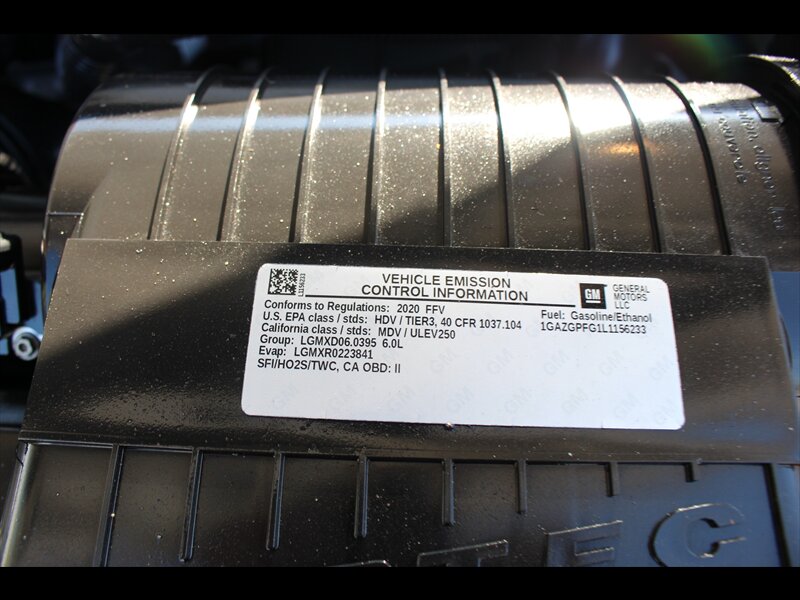 VEHICLE EMISSION
CONTROL INFORMATION
GM
GENERAL
MOTORS
LLC
L1156233
Conforms to Regulations: 2020 FFV
Fuel: Gasoline/Ethanol
U.S. EPA class / stds: HDV / TIER3, 40 CFR 1037.104
1GAZGPFG1L1156233
California class / stds: MDV / ULEV250
Group: LGMXD06.0395 6.0L
Evap: LGMXR0223841
SFI/HO2S/TWC, CA OBD: II
TEC